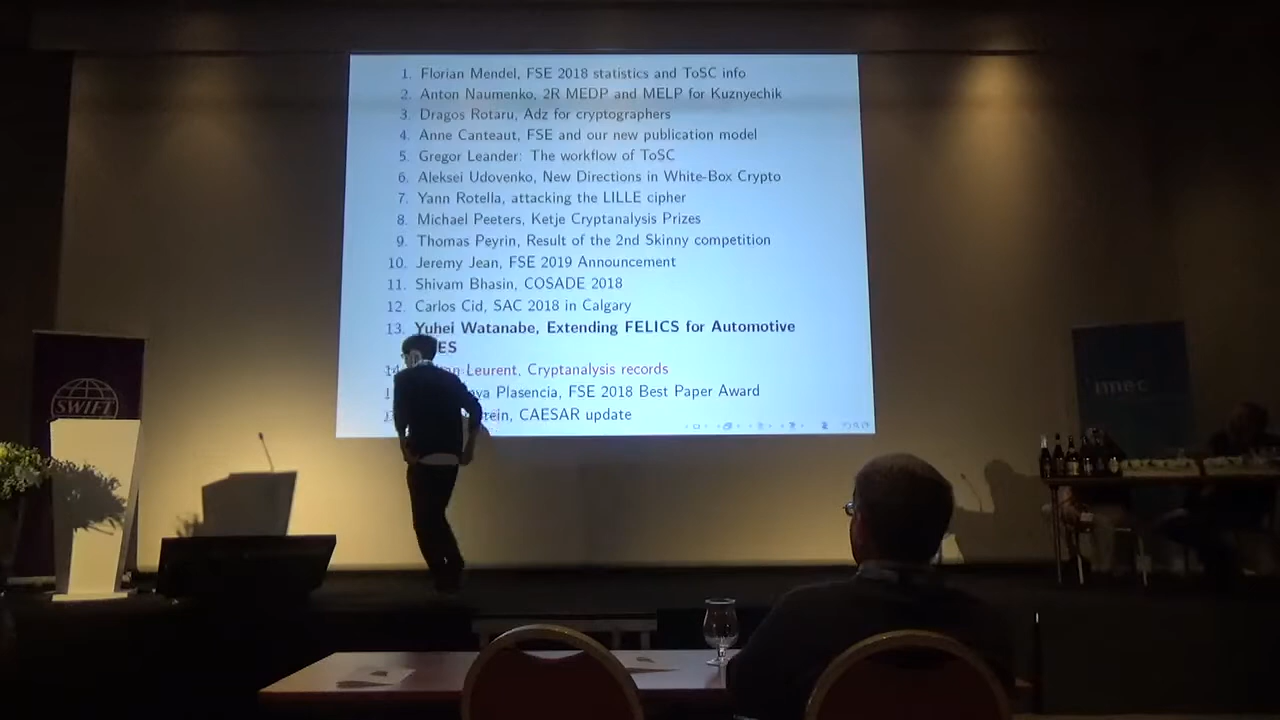 1. Florian Mendel, FSE 2018 statistics and ToSC info
2. Anton Naumenko, 2R MEDP and MELP for Kuznyechik
3. Dragos Rotaru, Adz for cryptographers
4. Anne Canteaut, FSE and our new publication model
5. Gregor Leander: The workflow of ToSC
6. Aleksei Udovenko, New Directions in White-Box Crypto
7. Yann Rotella, attacking the LILLE cipher
8. Michael Peeters, Ketje Cryptanalysis Prizes
9. Thomas Peyrin, Result of the 2nd Skinny competition
10. Jeremy Jean, FSE 2019 Announcement
11. Shivam Bhasin, COSADE 2018
12. Carlos Cid, SAC 2018 in Calgary
13. Yuhei Watanabe, Extending FELICS for Automotive
ES
Leurent, Cryptanalysis records
Plasencia, FSE 2018 Best Paper Award
CAESAR update
SWIFT
imec